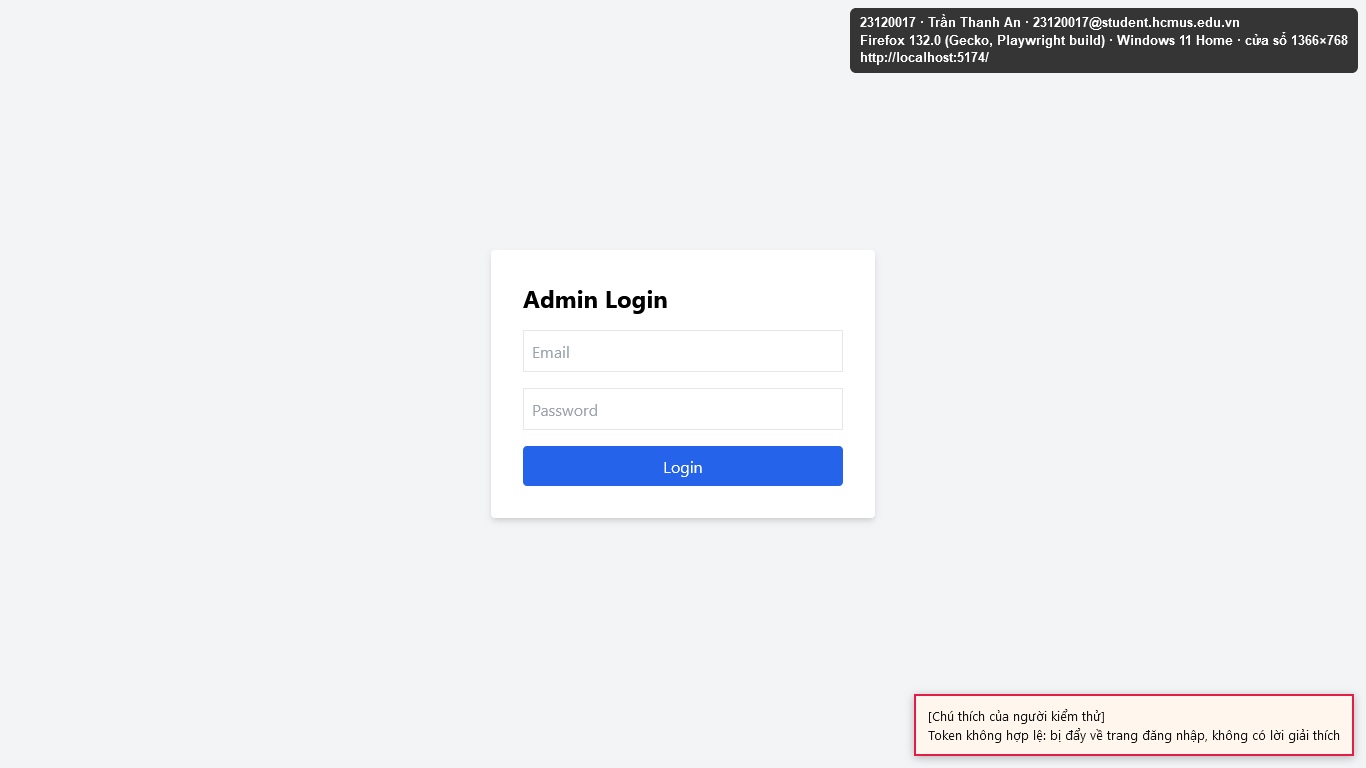 23120017 · Trần Thanh An · 23120017@student.hcmus.edu.vn
Firefox 132.0 (Gecko, Playwright build) · Windows 11 Home · cửa sổ 1366×768
http://localhost:5174/
Admin Login
Email
Password
Login
[Chú thích của người kiểm thử]
Token không hợp lệ: bị đẩy về trang đăng nhập, không có lời giải thích